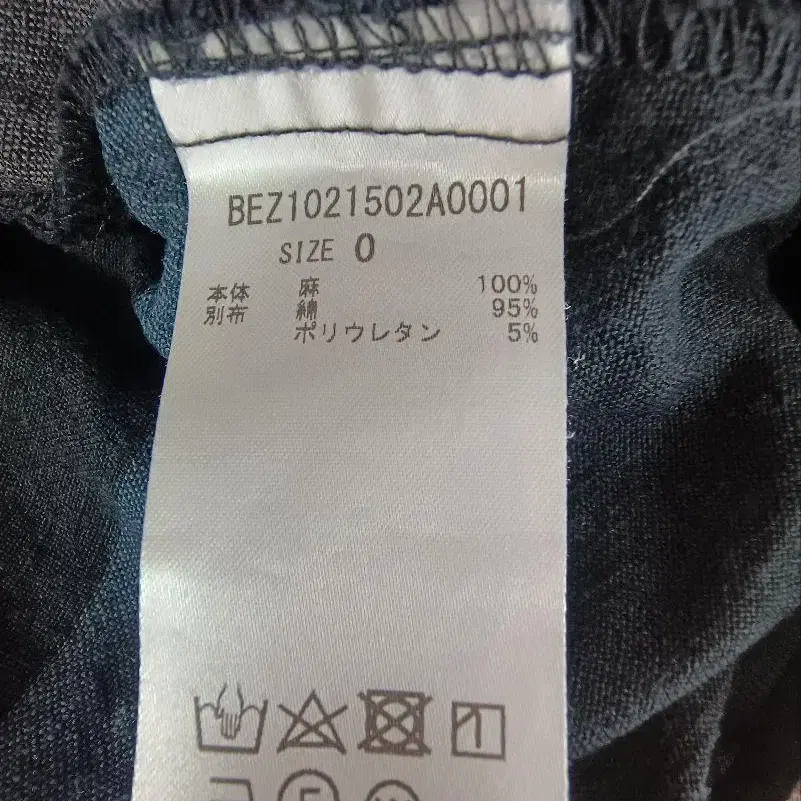 BEZ1021502A0001
SIZE 0
本体 麻 100%
別布 綿 95%
ポリウレタン 5%